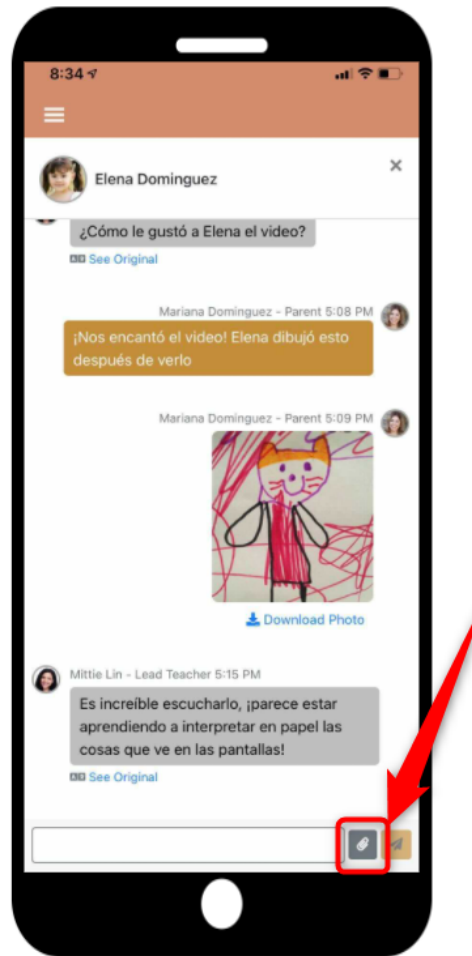 8:34
Elena Dominguez
¿Cómo le gustó a Elena el video?
See Original
Mariana Dominguez - Parent 5:08 PM
¡Nos encantó el video! Elena dibujó esto
después de verlo
Mariana Dominguez - Parent 5:09 PM
Download Photo
Mittie Lin - Lead Teacher 5:15 PM
Es increíble escucharlo, ¡parece estar
aprendiendo a interpretar en papel las
cosas que ve en las pantallas!
See Original